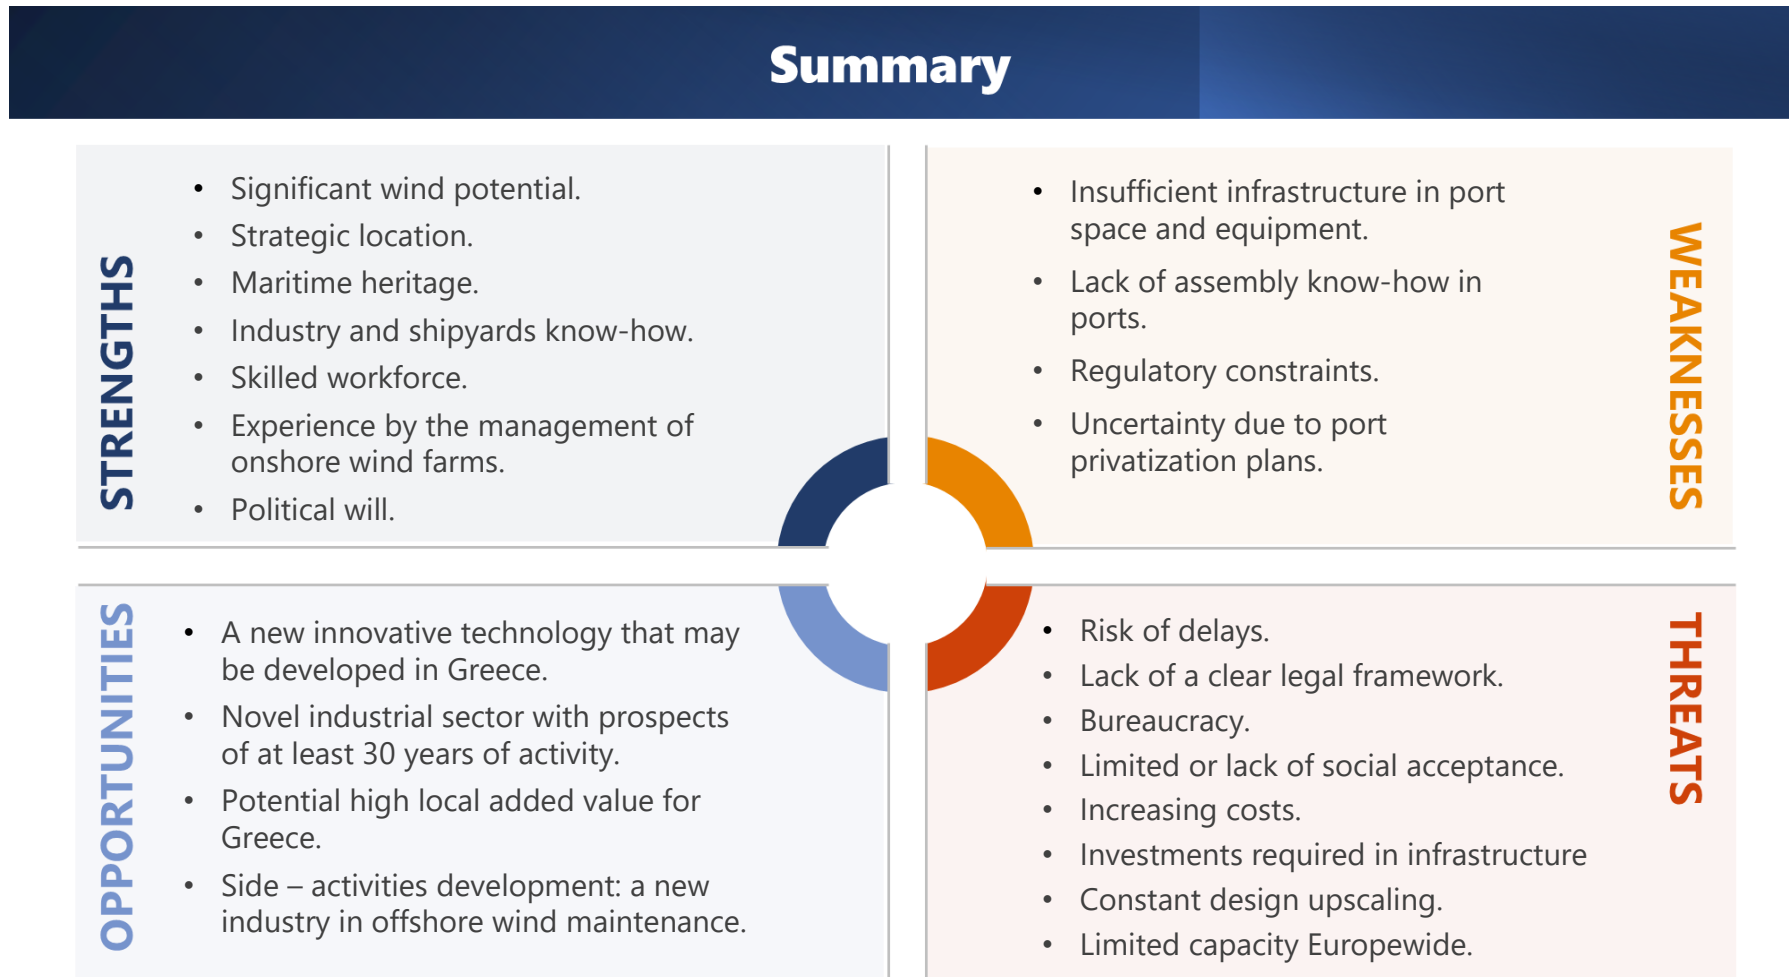 Summary
STRENGTHS
• Significant wind potential.
• Strategic location.
• Maritime heritage.
• Industry and shipyards know-how.
• Skilled workforce.
• Experience by the management of
onshore wind farms.
• Political will.
WEAKNESSES
• Insufficient infrastructure in port
space and equipment.
• Lack of assembly know-how in
ports.
• Regulatory constraints.
• Uncertainty due to port
privatization plans.
OPPORTUNITIES
• A new innovative technology that may
be developed in Greece.
• Novel industrial sector with prospects
of at least 30 years of activity.
• Potential high local added value for
Greece.
• Side – activities development: a new
industry in offshore wind maintenance.
THREATS
• Risk of delays.
• Lack of a clear legal framework.
• Bureaucracy.
• Limited or lack of social acceptance.
• Increasing costs.
• Investments required in infrastructure
• Constant design upscaling.
• Limited capacity Europewide.